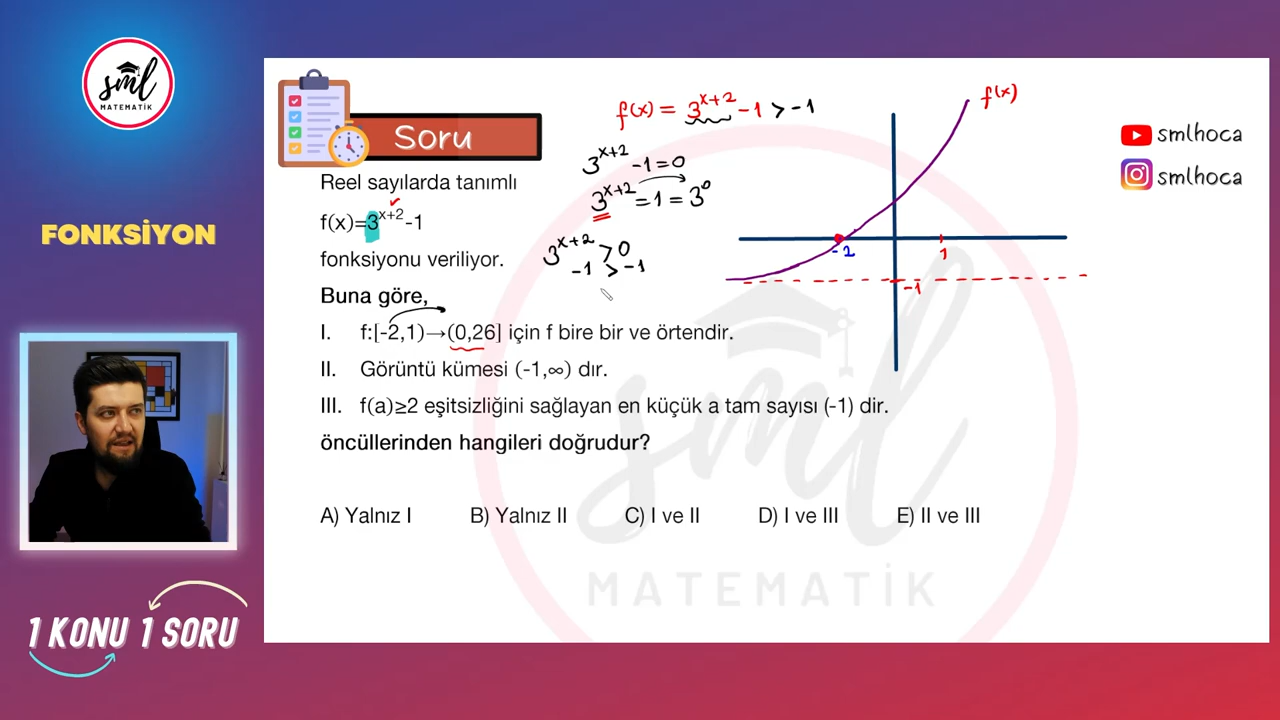 sml
MATEMATİK
FONKSİYON
1 KONU 1 SORU
Soru
Reel sayılarda tanımlı
f(x)=3^{x+2}-1
fonksiyonu veriliyor.
Buna göre,
I. f:[-2,1)→(0,26] için f bire bir ve örtendir.
II. Görüntü kümesi (-1,∞) dır.
III. f(a)≥2 eşitsizliğini sağlayan en küçük a tam sayısı (-1) dir.
öncüllerinden hangileri doğrudur?
A) Yalnız I B) Yalnız II C) I ve II D) I ve III E) II ve III
f(x) = 3^{x+2} -1 > -1
3^{x+2} -1 = 0
3^{x+2} = 1 = 3^0
3^{x+2} > 0
-1 > -1
f(x)
-2
1
-1
smlhoca
smlhoca
sml
MATEMATİK